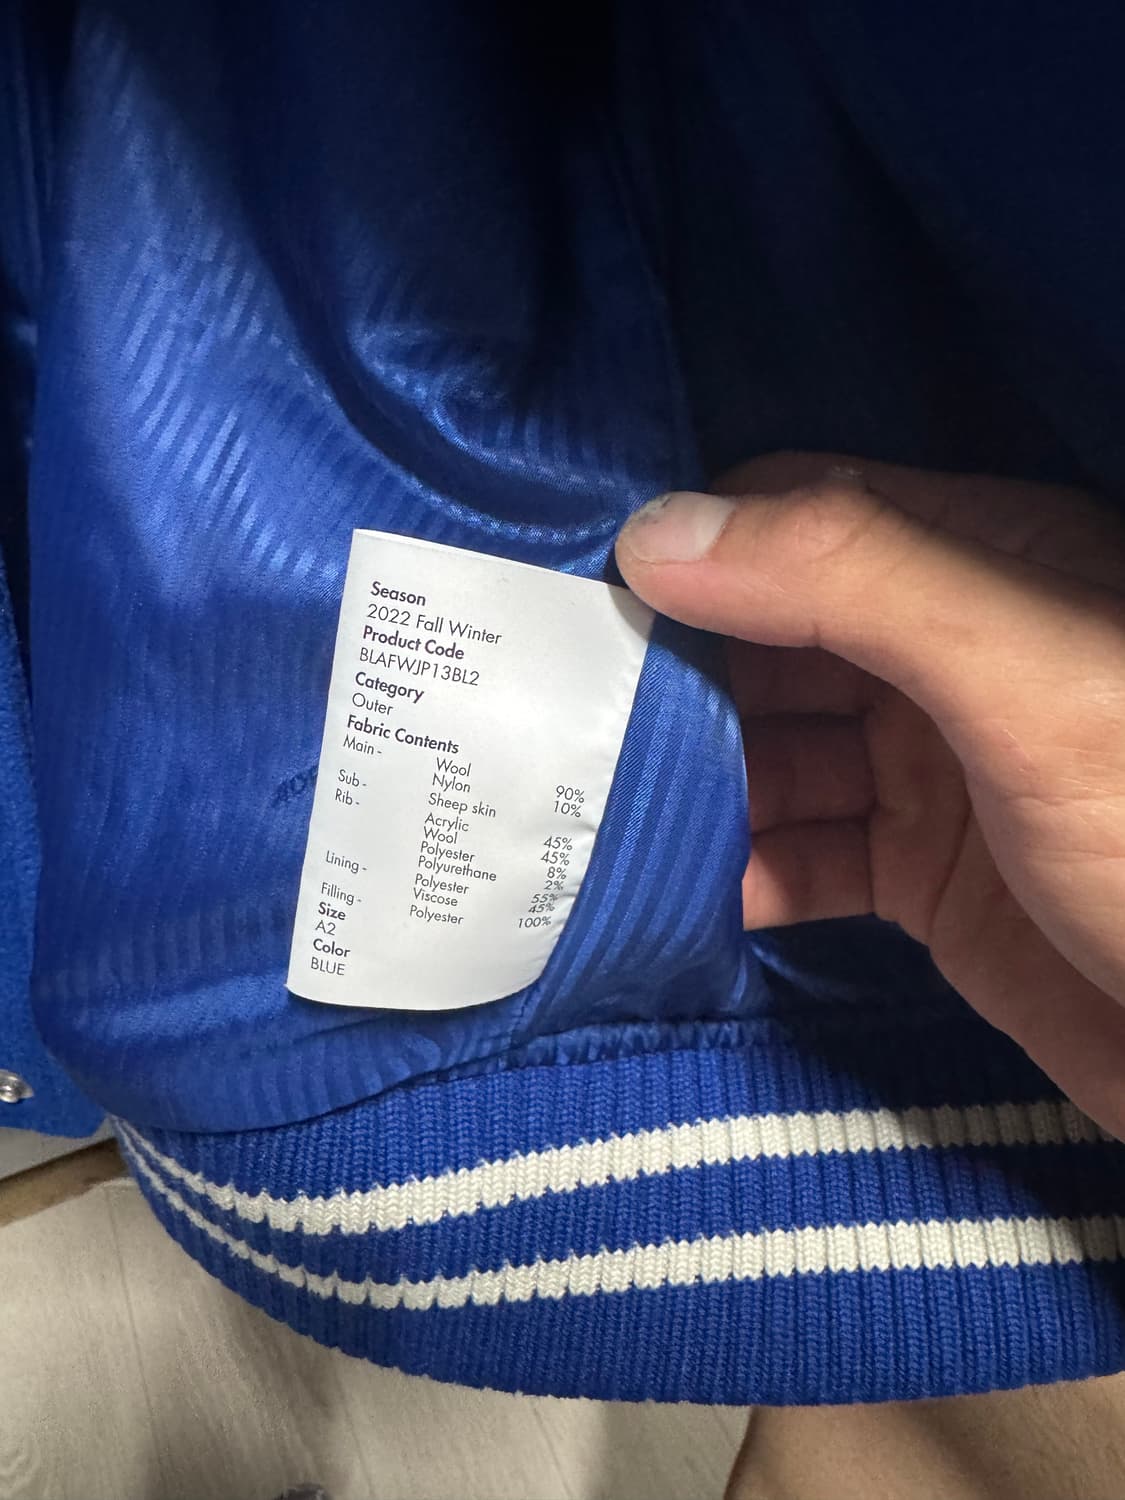 Season
2022 Fall Winter
Product Code
BLAFWJP13BL2
Category
Outer
Fabric Contents
Main - Wool 90%
Nylon 10%
Sub - Sheep skin
Rib - Acrylic 45%
Wool 45%
Polyester 8%
Polyurethane 2%
Lining - Polyester 55%
Viscose 45%
Filling - Polyester 100%
Size
A2
Color
BLUE